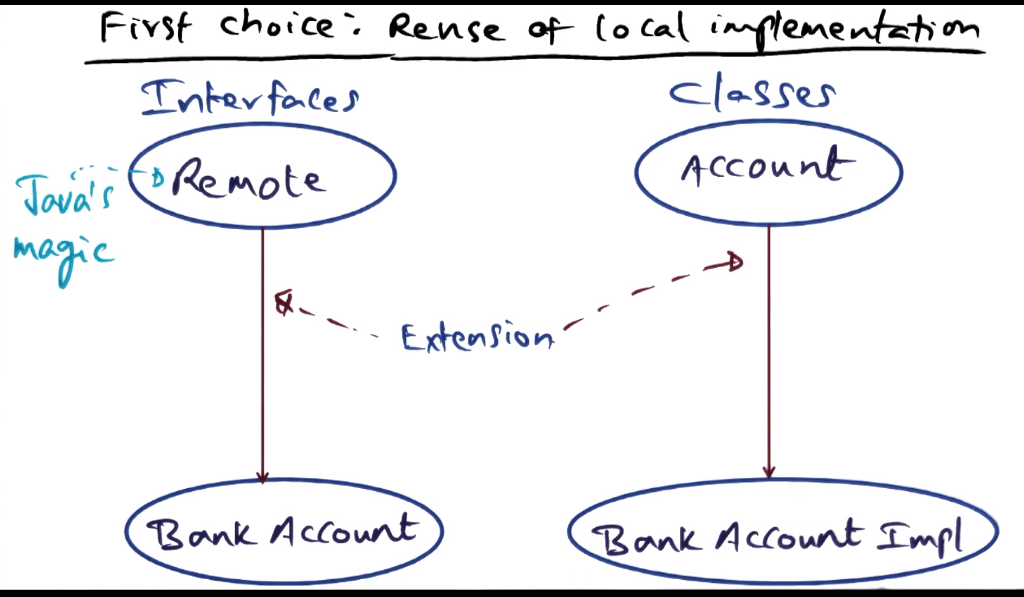 First choice: Reuse of local implementation
Interfaces
Classes
Java's
magic
Remote
Account
Extension
Bank Account
Bank Account Impl